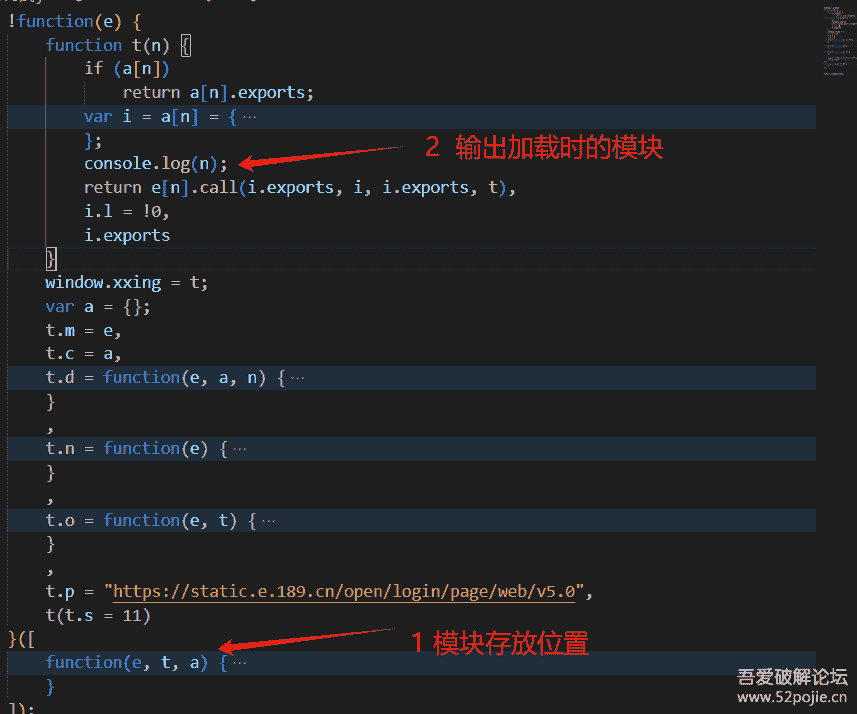 !function(e) {
function t(n) {
if (a[n])
return a[n].exports;
var i = a[n] = { ···
};
2 输出加载时的模块
console.log(n);
return e[n].call(i.exports, i, i.exports, t),
i.l = !0,
i.exports
}
window.xxing = t;
var a = {};
t.m = e,
t.c = a,
t.d = function(e, a, n) { ···
}
,
t.n = function(e) { ···
}
,
t.o = function(e, t) { ···
}
,
t.p = "https://static.e.189.cn/open/login/page/web/v5.0",
t(t.s = 11)
}([
1 模块存放位置
function(e, t, a) { ···
}
]);
吾爱破解论坛
www.52pojie.cn